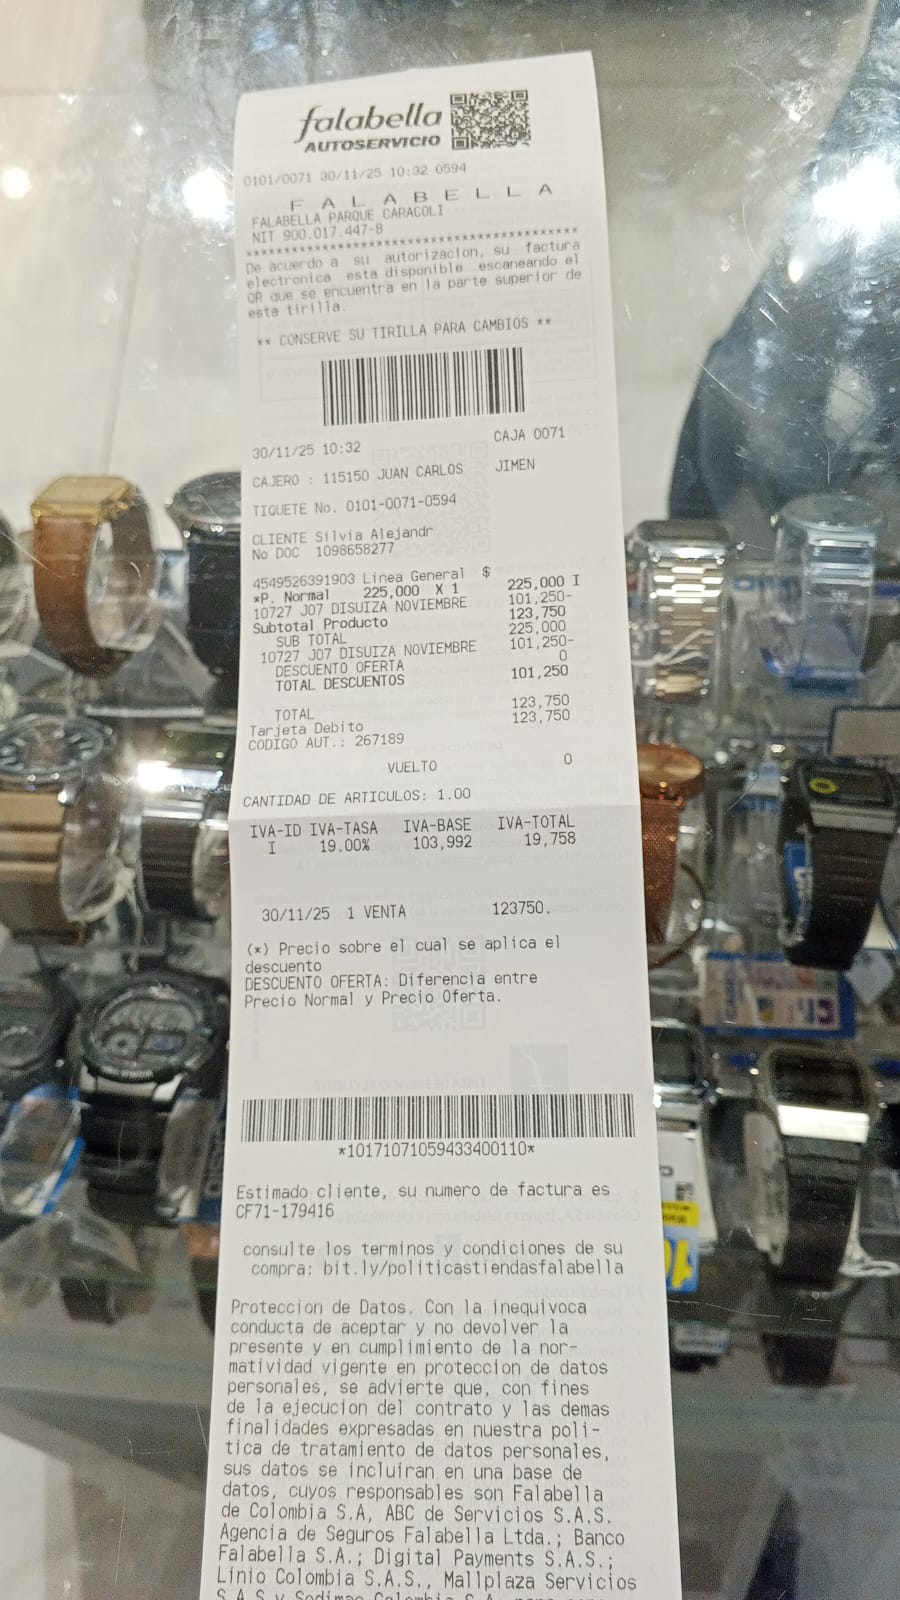 falabella
AUTOSERVICIO
0101/0071 30/11/25 10:32 0594
F A L A B E L L A
FALABELLA PARQUE CARACOLI
NIT 900.017.447-8
******************************************
De acuerdo a su autorizacion, su factura
electronica esta disponible escaneando el
QR que se encuentra en la parte superior de
esta tirilla.
** CONSERVE SU TIRILLA PARA CAMBIOS **
30/11/25 10:32 CAJA 0071
CAJERO : 115150 JUAN CARLOS JIMEN
TIQUETE No. 0101-0071-0594
CLIENTE Silvia Alejandr
No DOC 1098658277
4549526391903 Linea General $
*P. Normal 225,000 X 1 225,000 I
10727 J07 DISUIZA NOVIEMBRE 101,250-
Subtotal Producto 123,750
SUB TOTAL 225,000
10727 J07 DISUIZA NOVIEMBRE 101,250-
DESCUENTO OFERTA 0
TOTAL DESCUENTOS 101,250
TOTAL 123,750
Tarjeta Debito 123,750
CODIGO AUT.: 267189
VUELTO 0
CANTIDAD DE ARTICULOS: 1.00
IVA-ID IVA-TASA IVA-BASE IVA-TOTAL
I 19.00% 103,992 19,758
30/11/25 1 VENTA 123750.
(*) Precio sobre el cual se aplica el
descuento
DESCUENTO OFERTA: Diferencia entre
Precio Normal y Precio Oferta.
*10171071059433400110*
Estimado cliente, su numero de factura es
CF71-179416
consulte los terminos y condiciones de su
compra: bit.ly/politicastiendasfalabella
Proteccion de Datos. Con la inequivoca
conducta de aceptar y no devolver la
presente y en cumplimiento de la nor-
matividad vigente en proteccion de datos
personales, se advierte que, con fines
de la ejecucion del contrato y las demas
finalidades expresadas en nuestra poli-
tica de tratamiento de datos personales,
sus datos se incluiran en una base de
datos, cuyos responsables son Falabella
de Colombia S.A, ABC de Servicios S.A.S.
Agencia de Seguros Falabella Ltda.; Banco
Falabella S.A.; Digital Payments S.A.S.;
Linio Colombia S.A.S., Mallplaza Servicios